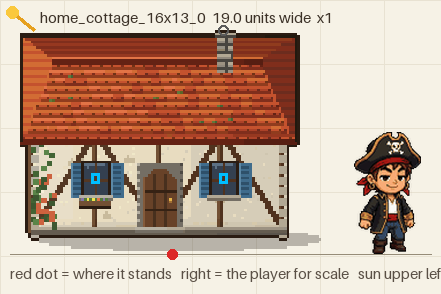 home_cottage_16x13_0 19.0 units wide x1
red dot = where it stands right = the player for scale sun upper lef